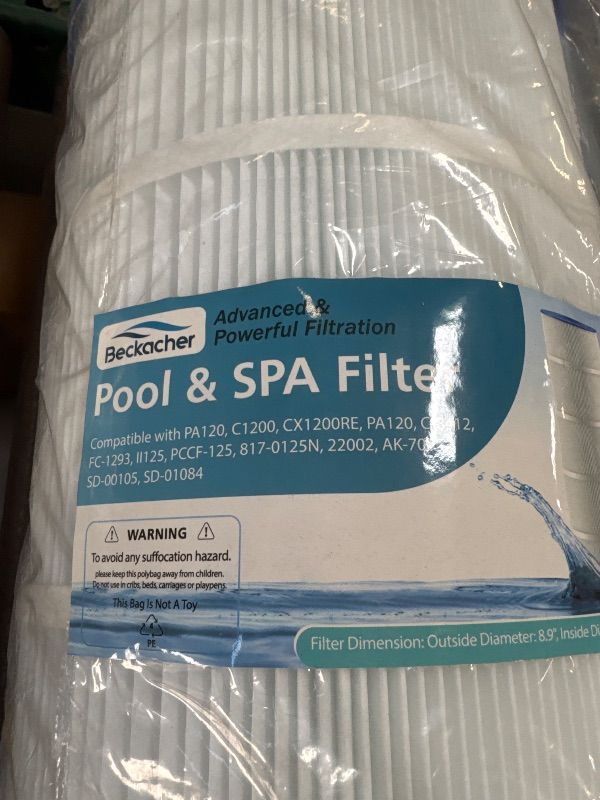 Beckacher
Advanced &
Powerful Filtration
Pool & SPA Filter
Compatible with PA120, C1200, CX1200RE, PA120,
FC-1293, II125, PCCF-125, 817-0125N, 22002,
SD-00105, SD-01084
WARNING
To avoid any suffocation hazard.
please keep this polybag away from children.
Do not use in cribs, beds, carriages or playpens.
This Bag Is Not A Toy
4
PE
Filter Dimension: Outside Diameter: 8.9", Inside